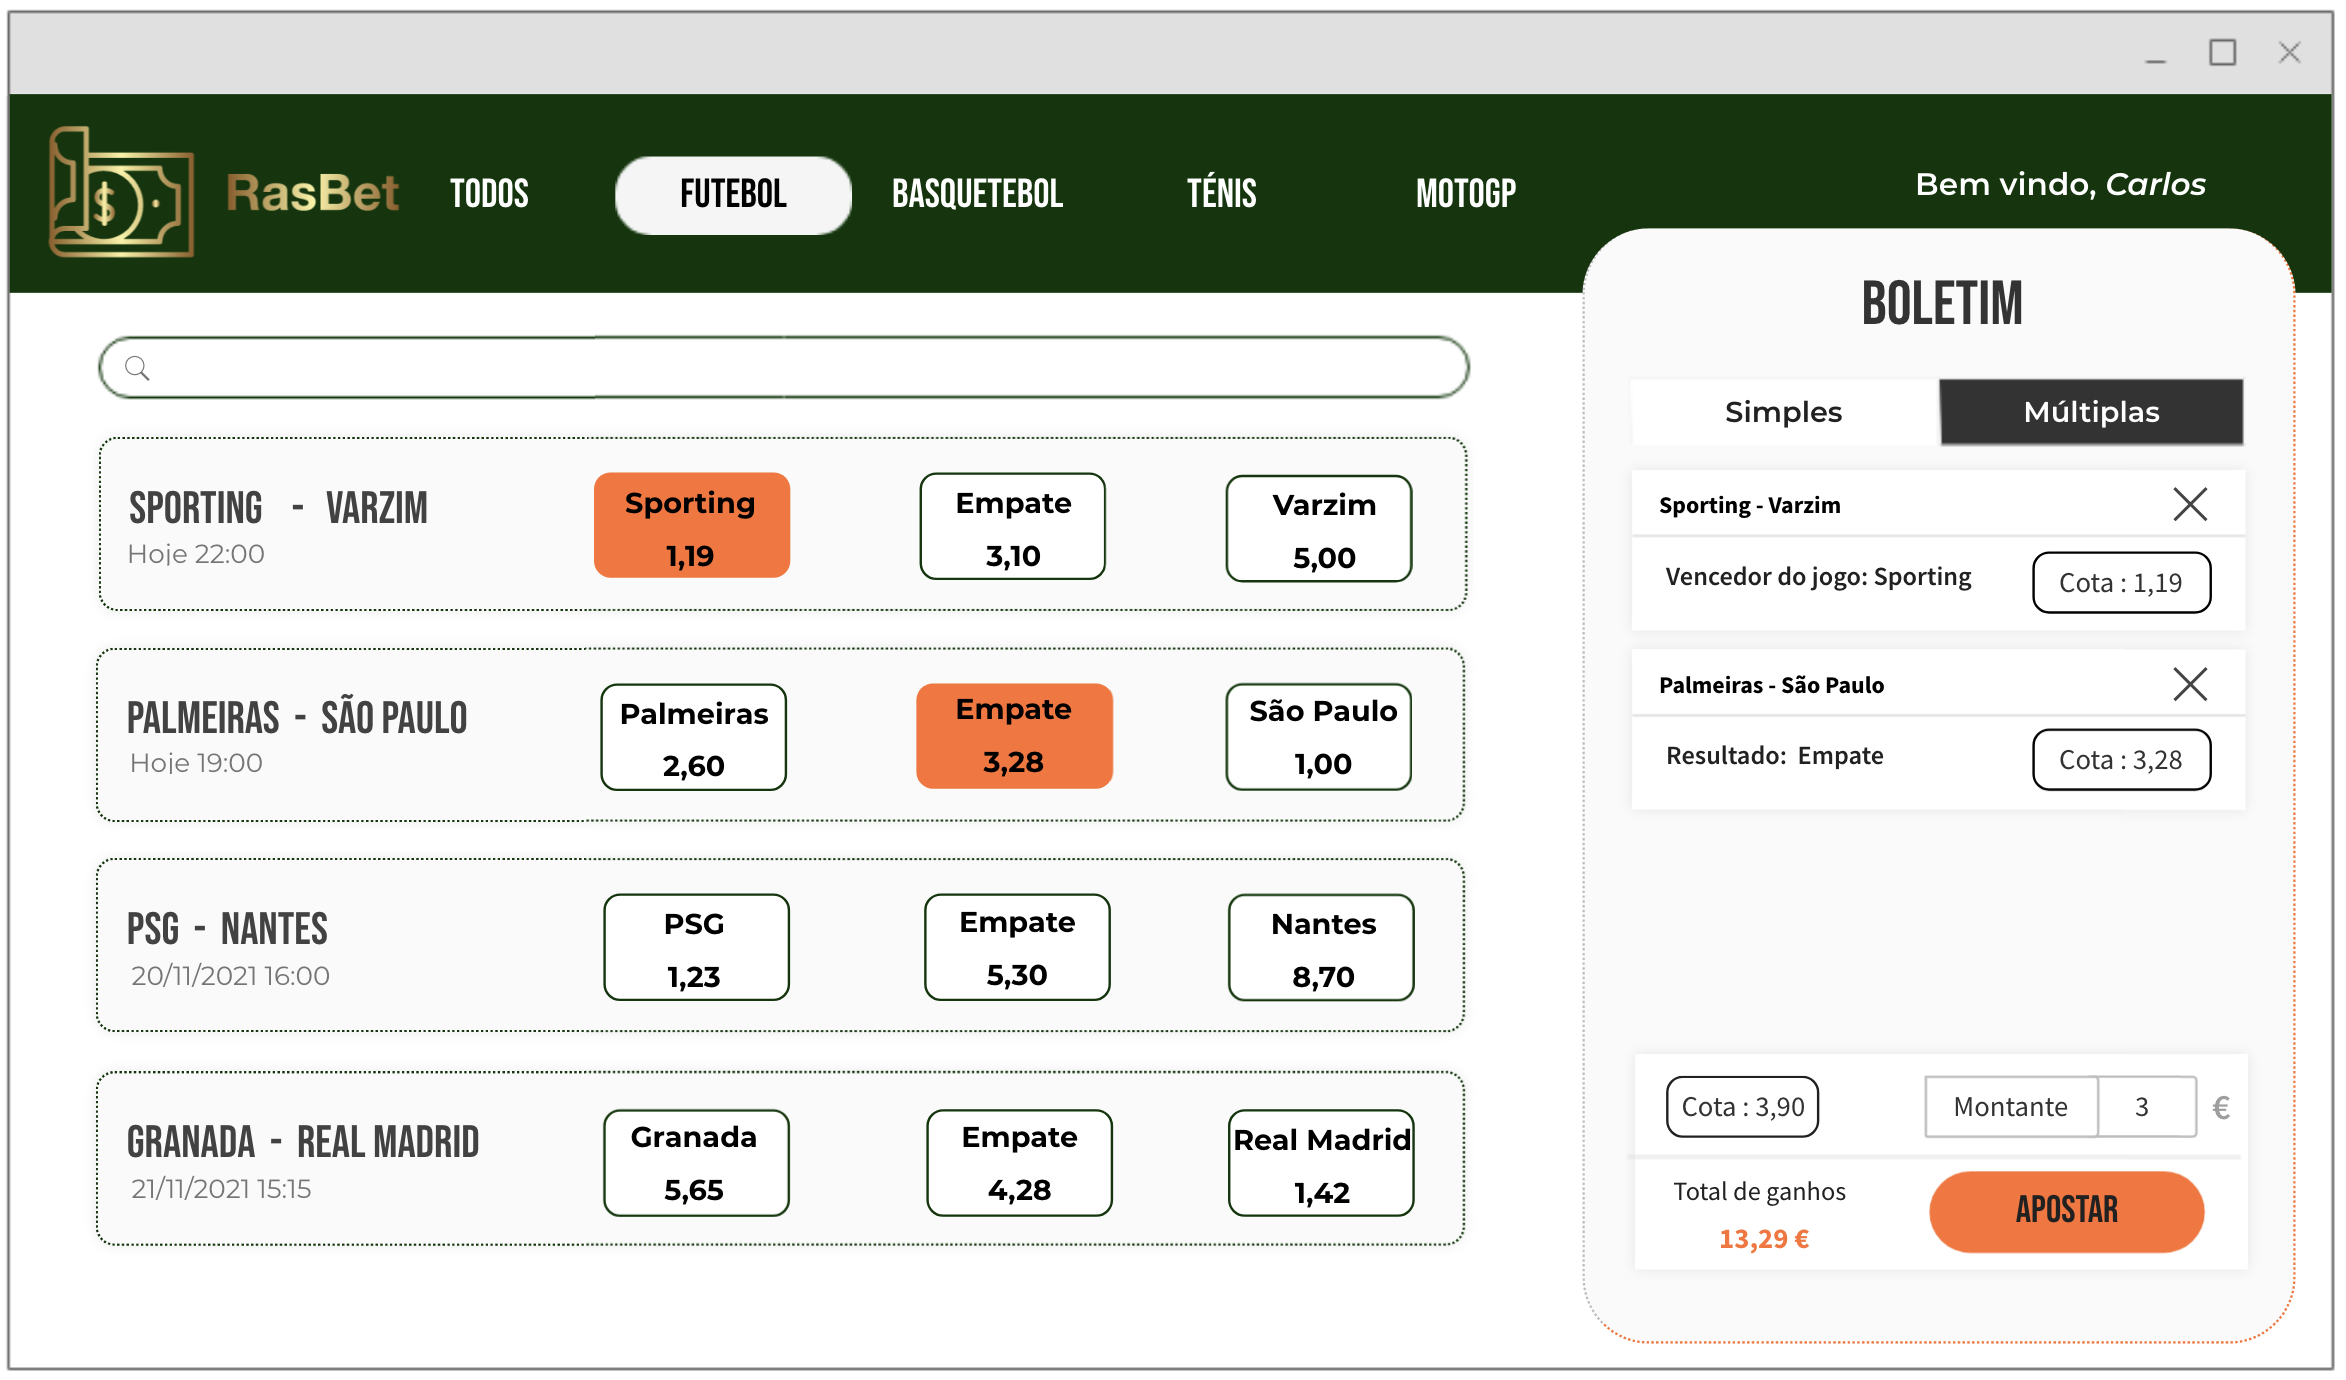 RasBet
TODOS
FUTEBOL
BASQUETEBOL
TÉNIS
MOTOGP
Bem vindo, Carlos
SPORTING - VARZIM
Hoje 22:00
Sporting
1,19
Empate
3,10
Varzim
5,00
PALMEIRAS - SÃO PAULO
Hoje 19:00
Palmeiras
2,60
Empate
3,28
São Paulo
1,00
PSG - NANTES
20/11/2021 16:00
PSG
1,23
Empate
5,30
Nantes
8,70
GRANADA - REAL MADRID
21/11/2021 15:15
Granada
5,65
Empate
4,28
Real Madrid
1,42
BOLETIM
Simples
Múltiplas
Sporting - Varzim
Vencedor do jogo: Sporting
Cota : 1,19
Palmeiras - São Paulo
Resultado: Empate
Cota : 3,28
Cota : 3,90
Montante
3
€
Total de ganhos
13,29 €
APOSTAR